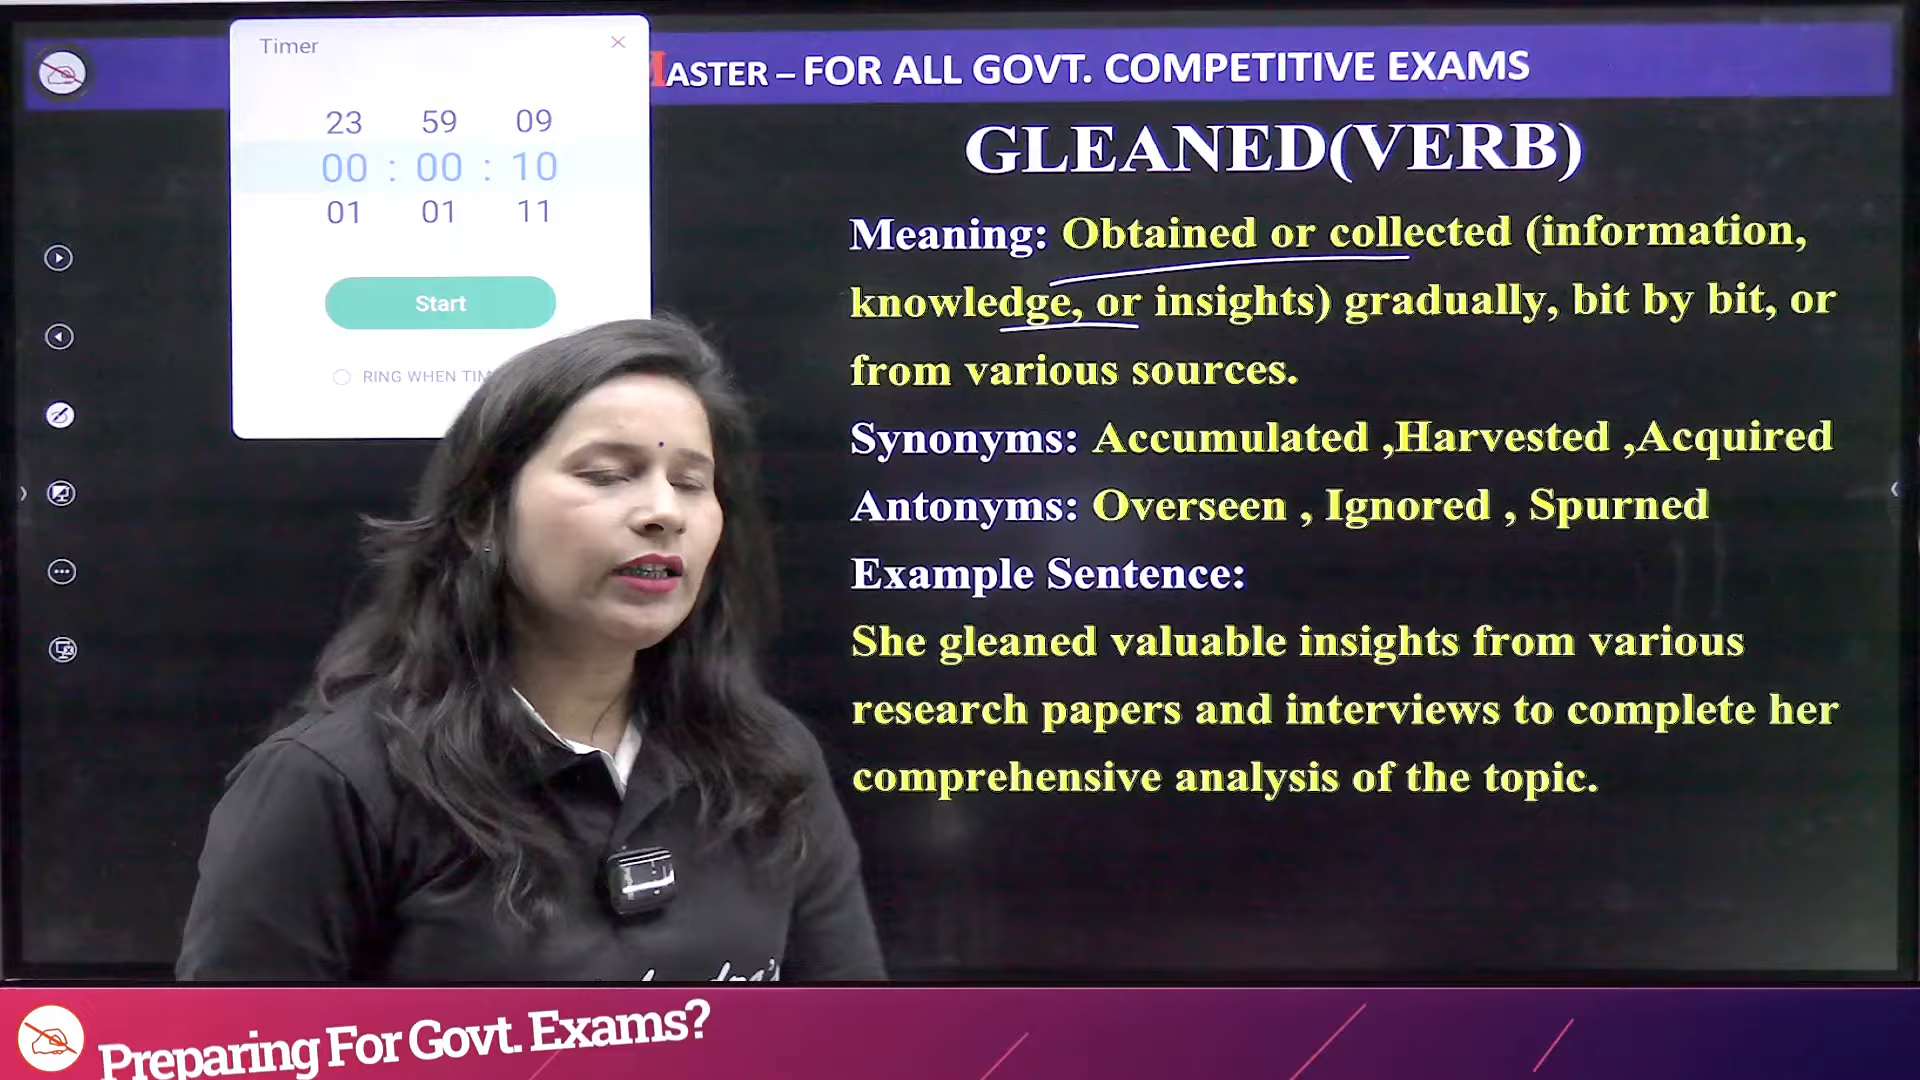 Timer
ASTER – FOR ALL GOVT. COMPETITIVE EXAMS
23 59 09
00 : 00 : 10
01 01 11
Start
RING WHEN
GLEANED(VERB)
Meaning: Obtained or collected (information,
knowledge, or insights) gradually, bit by bit, or
from various sources.
Synonyms: Accumulated ,Harvested ,Acquired
Antonyms: Overseen , Ignored , Spurned
Example Sentence:
She gleaned valuable insights from various
research papers and interviews to complete her
comprehensive analysis of the topic.
Preparing For Govt. Exams?